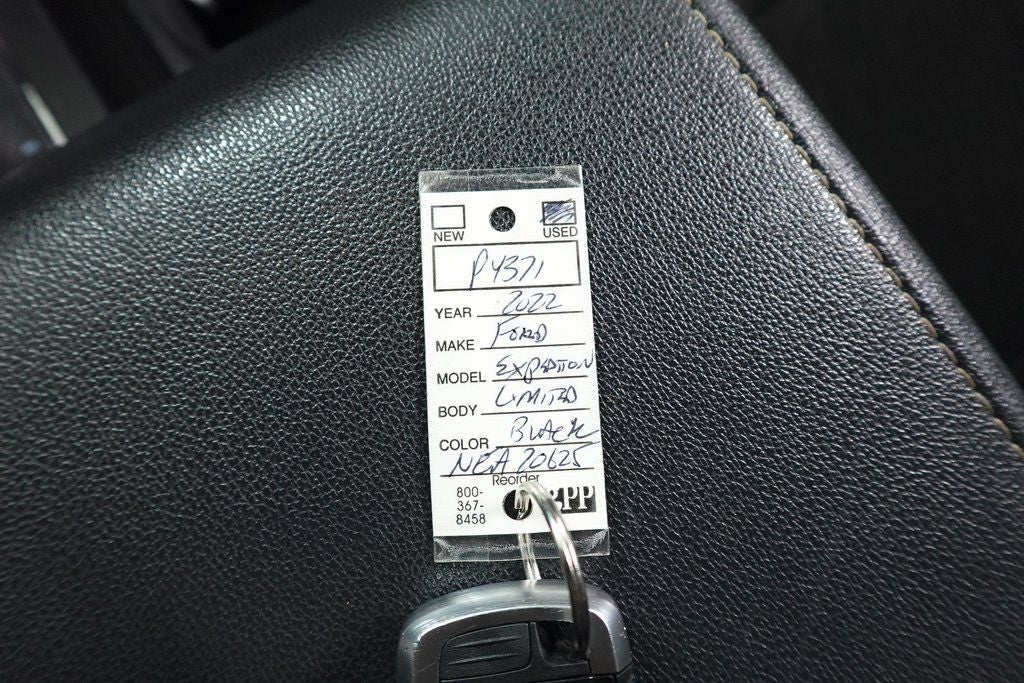 NEW USED
P4371
YEAR 2022
MAKE FORD
MODEL EXPEDITION
BODY LIMITED
COLOR BLACK
NEA 20625
Reorder
800-
367-
8458